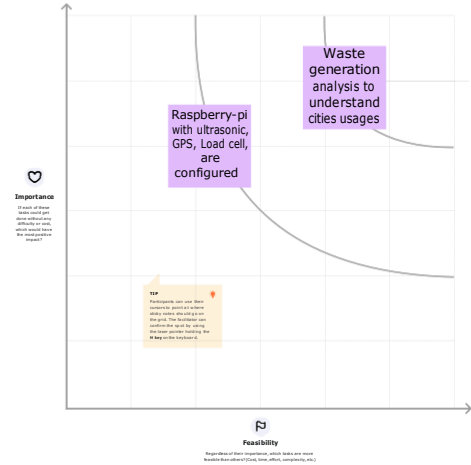 Waste
generation
analysis to
understand
cities usages
Raspberry-pi
with ultrasonic,
GPS, Load cell,
are
configured
Importance
If each of these
tasks could get
done without any
difficulty or cost,
which would have
the most positive
impact?
TIP
Participants can use their
cursors to point at where
sticky notes should go on
the grid. The facilitator can
confirm the spot by using
the laser pointer holding the
H key on the keyboard.
Feasibility
Regardless of their importance, which tasks are more
feasible than others? (Cost, time, effort, complexity, etc.)